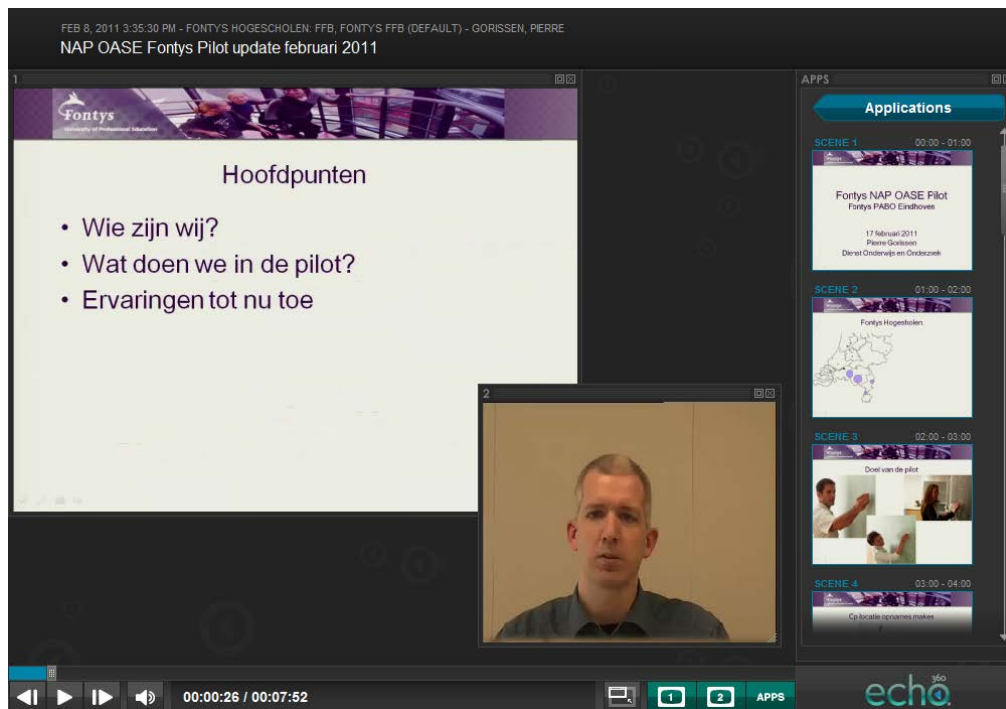 FEB 8, 2011 3:35:30 PM - FONTYS HOGESCHOLEN: FFB, FONTYS FFB (DEFAULT) - GORISSEN, PIERRE
NAP OASE Fontys Pilot update februari 2011
1
Fontys
University of Professional Education
Hoofdpunten
• Wie zijn wij?
• Wat doen we in de pilot?
• Ervaringen tot nu toe
2
APPS
Applications
SCENE 1 00:00 - 01:00
Fontys NAP OASE Pilot
Fontys PABO Eindhoven
17 februari 2011
Pierre Gorissen
Dienst Onderwijs en Onderzoek
SCENE 2 01:00 - 02:00
Fontys Hogescholen
SCENE 3 02:00 - 03:00
Doel van de pilot
SCENE 4 03:00 - 04:00
Op locatie opnames maken
00:00:26 / 00:07:52
1
2
APPS
echo
360